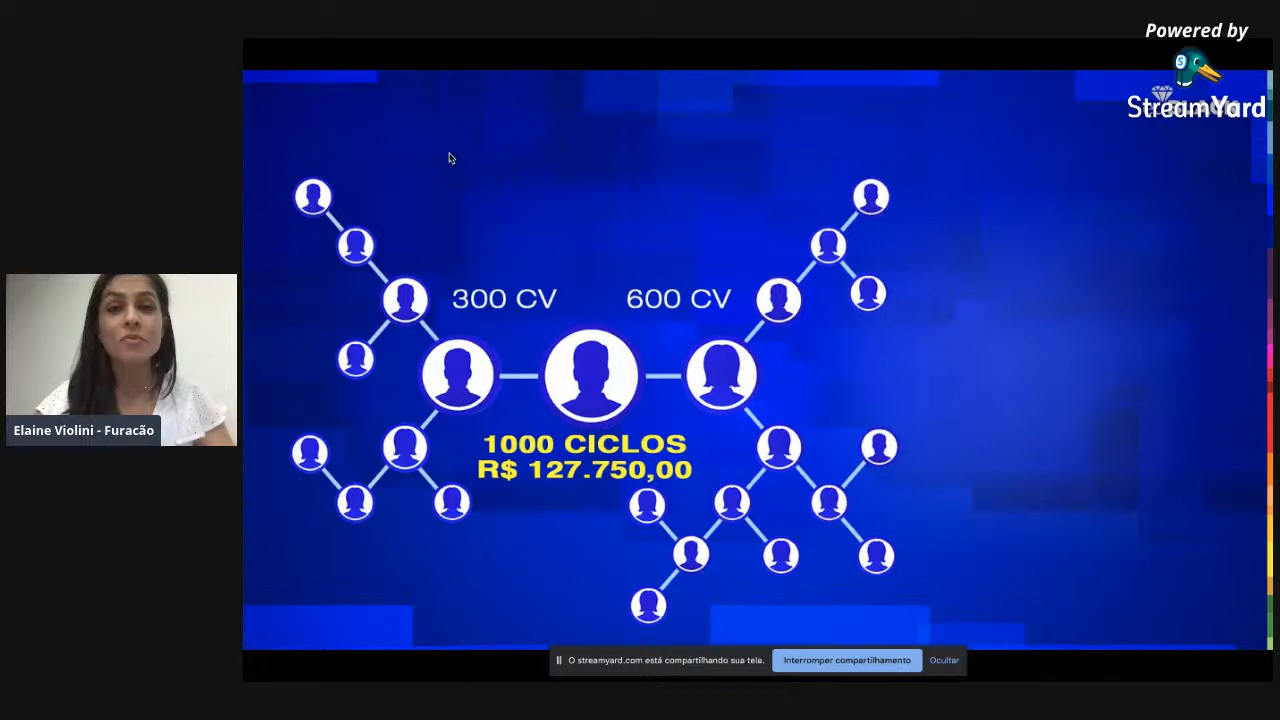 Powered by
StreamYard
300 CV
600 CV
1000 CICLOS
R$ 127.750,00
Elaine Violini - Furacão
O streamyard.com está compartilhando sua tela.
Interromper compartilhamento
Ocultar